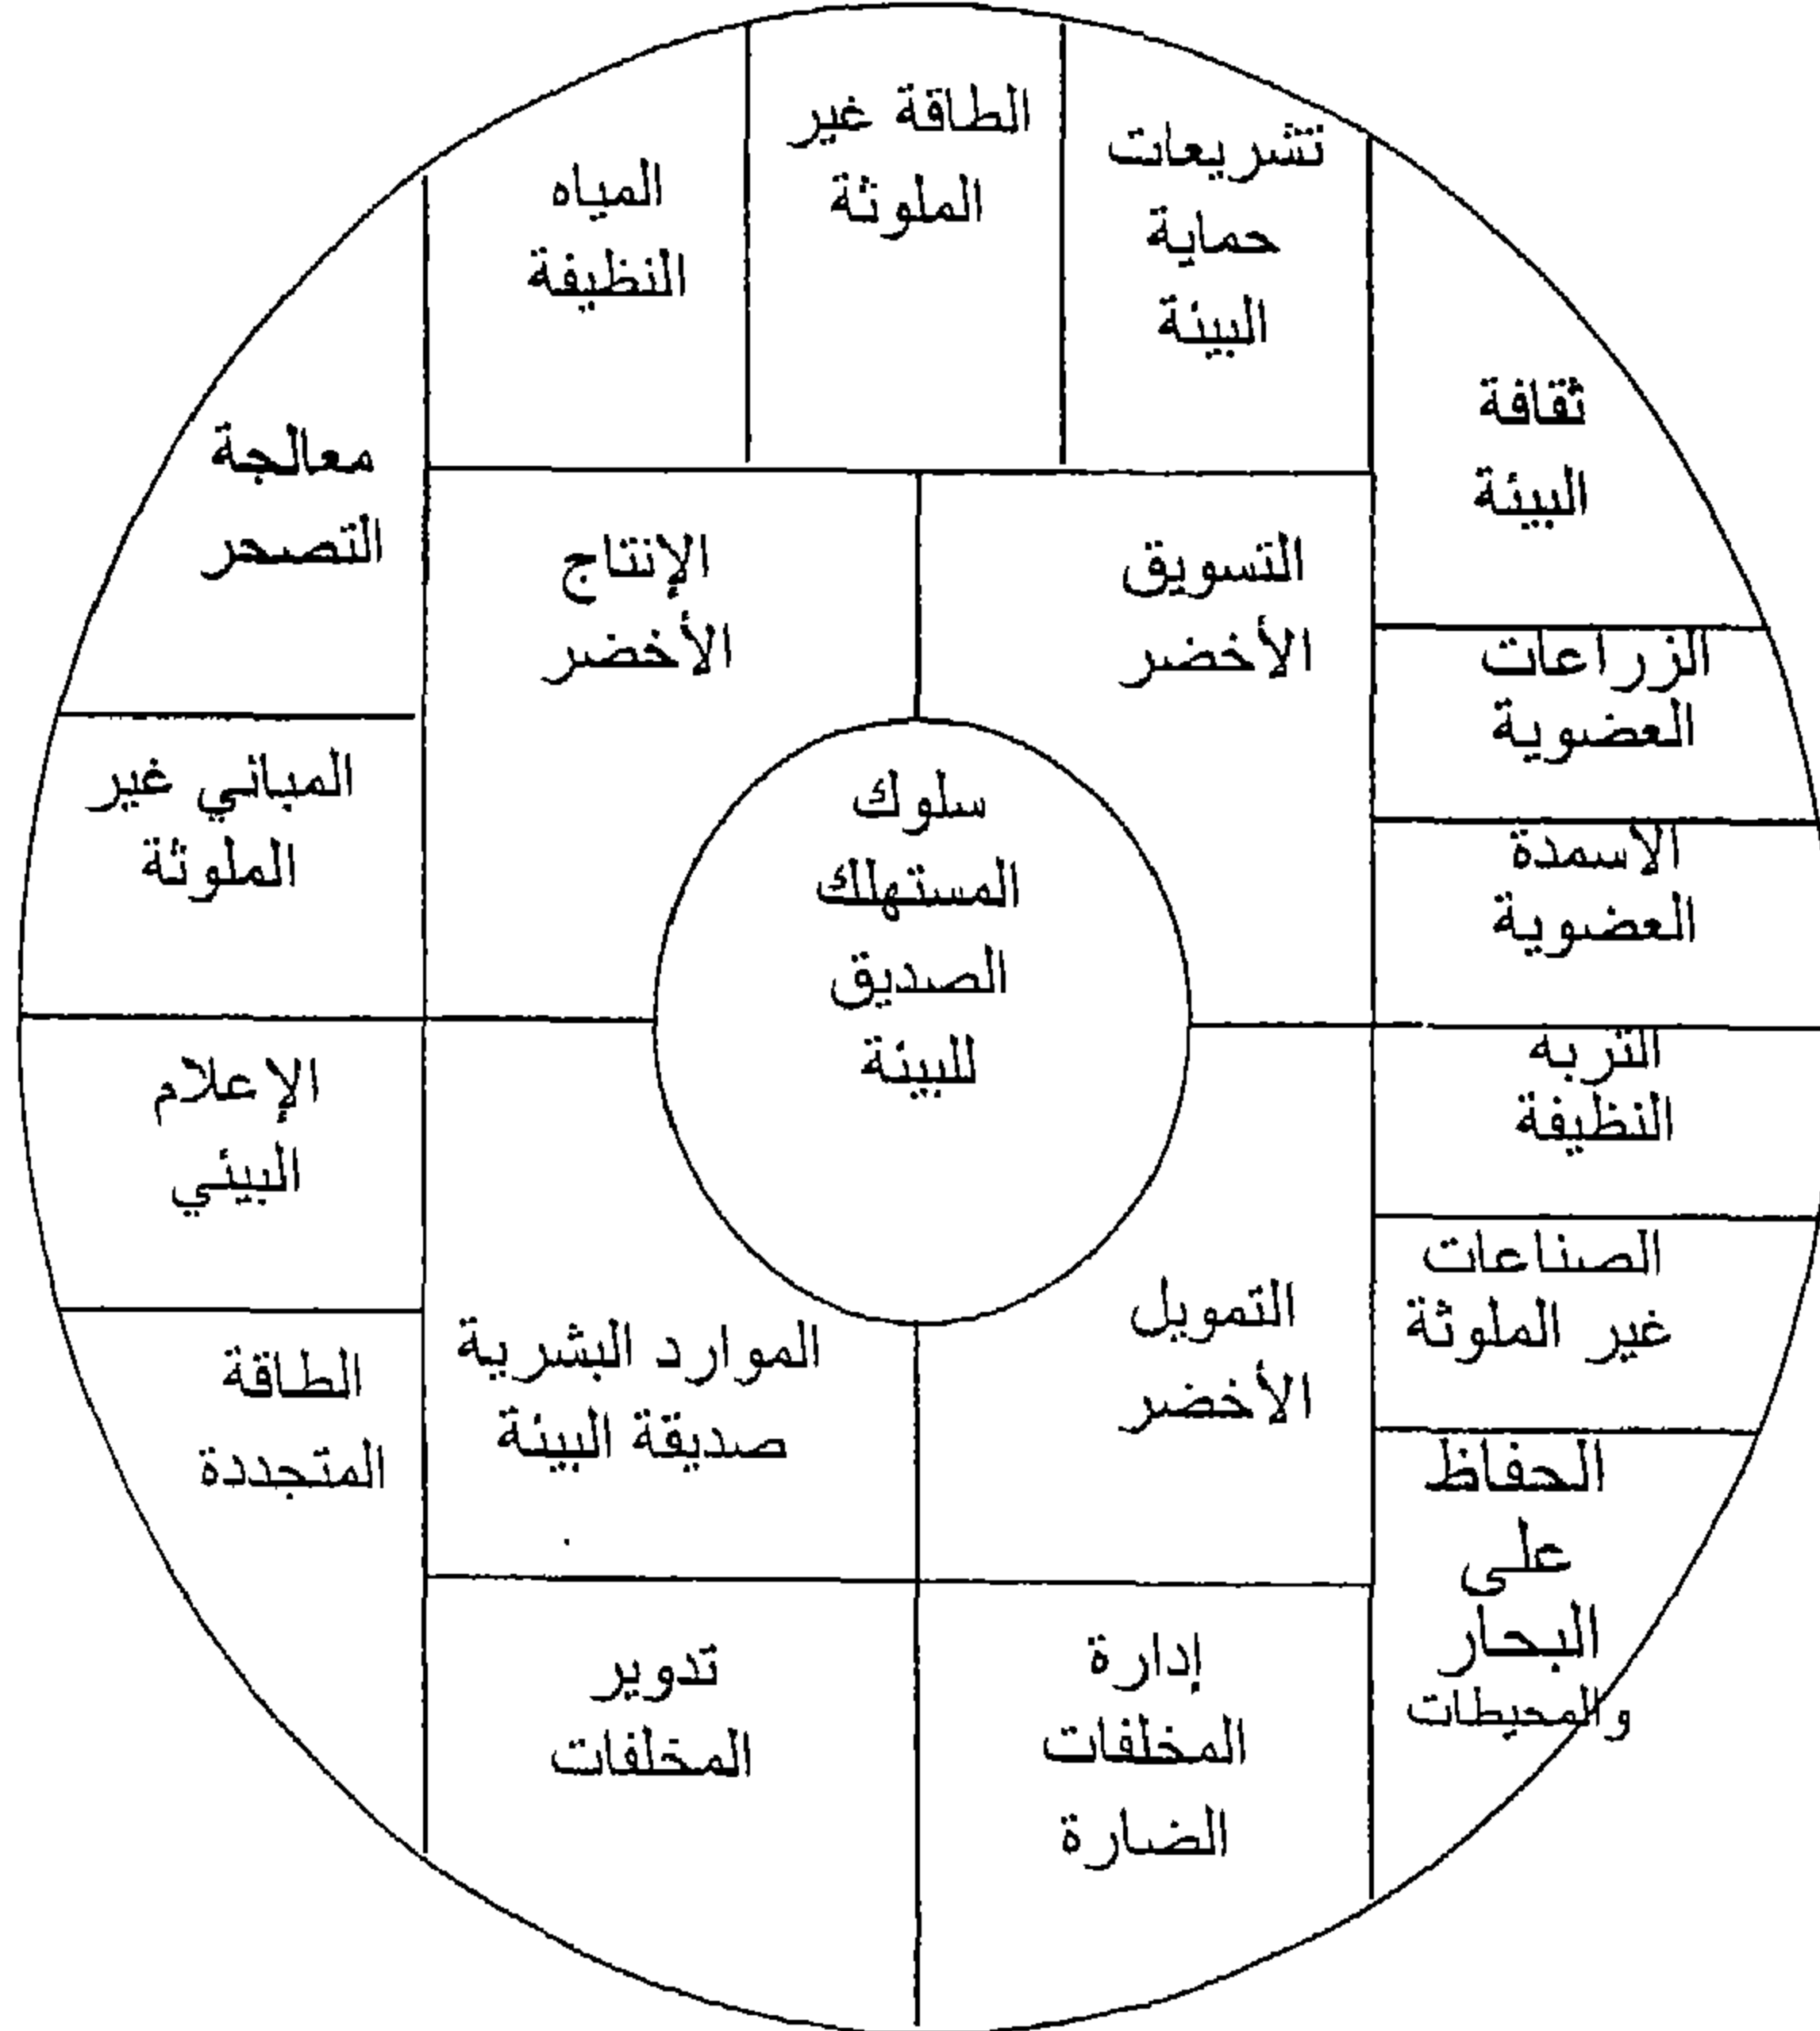 تشريعات
حماية
البيئة
الطاقة غير
الملوثة
المياه
النظيفة
ثقافة
البيئة
الزراعات
العضوية
الأسمدة
العضوية
التربة
النظيفة
الصناعات
غير الملوثة
الحفاظ
على
البحار
والمحيطات
معالجة
التصحر
المباني غير
الملوثة
الإعلام
البيئي
الطاقة
المتجددة
التسويق
الأخضر
الإنتاج
الأخضر
سلوك
المستهلك
الصديق
للبيئة
التمويل
الأخضر
الموارد البشرية
صديقة البيئة
إدارة
المخلفات
الضارة
تدوير
المخلفات